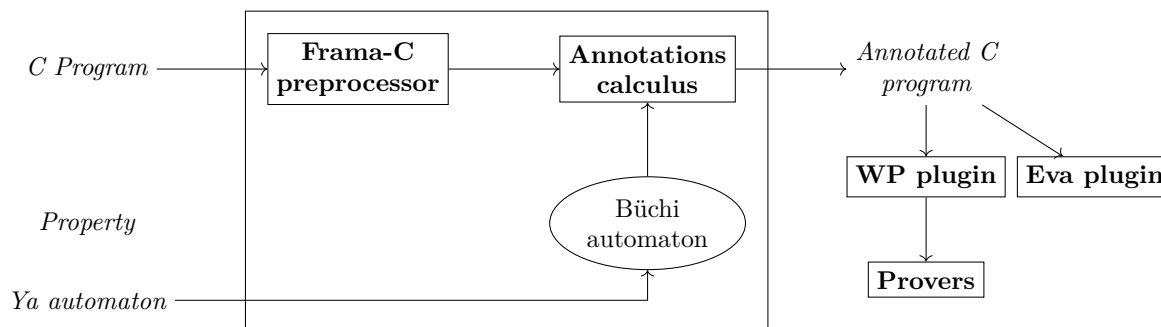 C Program
Frama-C
preprocessor
Annotations
calculus
Annotated C
program
WP plugin
Eva plugin
Property
Büchi
automaton
Provers
Ya automaton